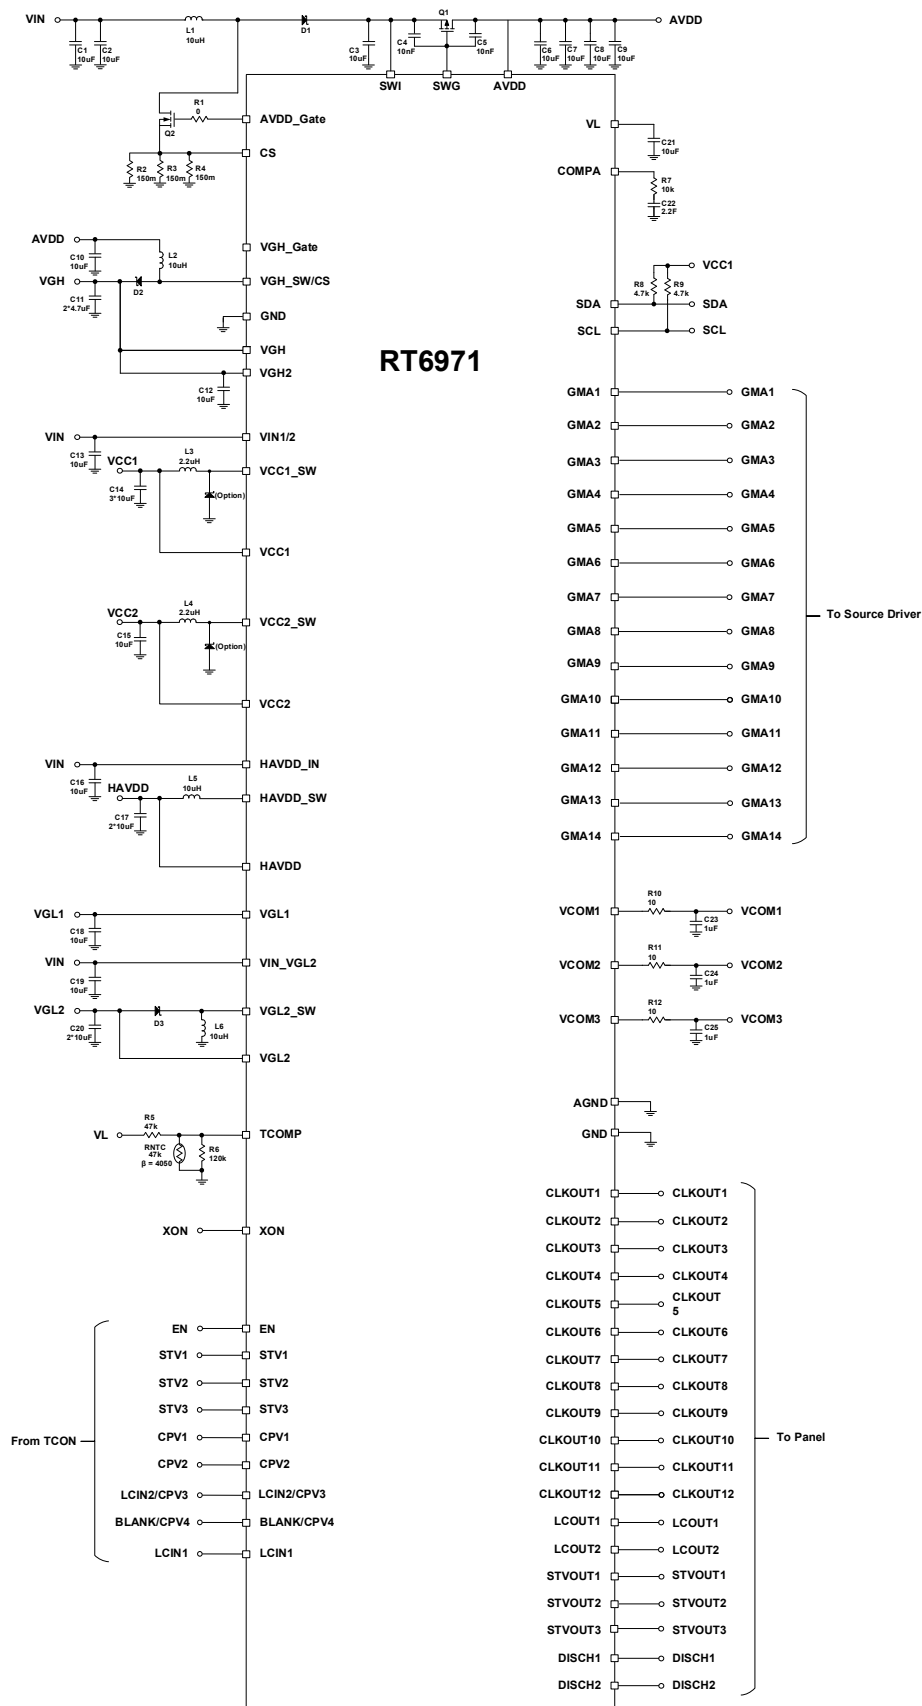 VIN
L1
10uH
D1
Q1
AVDD
C1
10uF
C2
10uF
C3
10uF
C4
10nF
C5
10nF
C6
10uF
C7
10uF
C8
10uF
C9
10uF
SWI
SWG
AVDD
R1
0
Q2
AVDD_Gate
CS
R2
150m
R3
150m
R4
150m
VL
C21
10uF
COMPA
R7
10k
C22
2.2F
AVDD
C10
10uF
L2
10uH
VGH_Gate
VGH
D2
VGH_SW/CS
C11
2*4.7uF
GND
VGH
VGH2
C12
10uF
VCC1
R8
4.7k
R9
4.7k
SDA
SDA
SCL
SCL
RT6971
VIN
C13
10uF
VIN1/2
VCC1
L3
2.2uH
VCC1_SW
C14
3*10uF
(Option)
VCC1
VCC2
L4
2.2uH
VCC2_SW
C15
10uF
(Option)
VCC2
VIN
C16
10uF
HAVDD_IN
HAVDD
L5
10uH
HAVDD_SW
C17
2*10uF
HAVDD
VGL1
C18
10uF
VGL1
VIN
C19
10uF
VIN_VGL2
VGL2
C20
2*10uF
D3
L6
10uH
VGL2_SW
VGL2
VL
R5
47k
RNTC
47k
β = 4050
R6
120k
TCOMP
XON
XON
From TCON
EN
EN
STV1
STV1
STV2
STV2
STV3
STV3
CPV1
CPV1
CPV2
CPV2
LCIN2/CPV3
LCIN2/CPV3
BLANK/CPV4
BLANK/CPV4
LCIN1
LCIN1
GMA1
GMA1
GMA2
GMA2
GMA3
GMA3
GMA4
GMA4
GMA5
GMA5
GMA6
GMA6
GMA7
GMA7
GMA8
GMA8
GMA9
GMA9
GMA10
GMA10
GMA11
GMA11
GMA12
GMA12
GMA13
GMA13
GMA14
GMA14
To Source Driver
VCOM1
R10
10
C23
1uF
VCOM1
VCOM2
R11
10
C24
1uF
VCOM2
VCOM3
R12
10
C25
1uF
VCOM3
AGND
GND
CLKOUT1
CLKOUT1
CLKOUT2
CLKOUT2
CLKOUT3
CLKOUT3
CLKOUT4
CLKOUT4
CLKOUT5
CLKOUT
5
CLKOUT6
CLKOUT6
CLKOUT7
CLKOUT7
CLKOUT8
CLKOUT8
CLKOUT9
CLKOUT9
CLKOUT10
CLKOUT10
CLKOUT11
CLKOUT11
CLKOUT12
CLKOUT12
LCOUT1
LCOUT1
LCOUT2
LCOUT2
STVOUT1
STVOUT1
STVOUT2
STVOUT2
STVOUT3
STVOUT3
DISCH1
DISCH1
DISCH2
DISCH2
To Panel